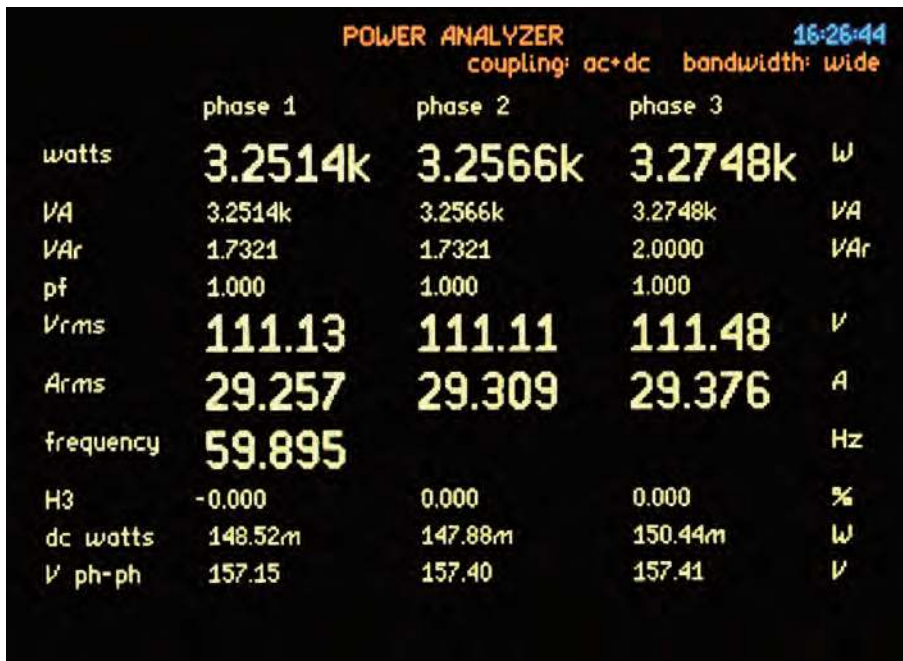 POWER ANALYZER 16:26:44
coupling: ac+dc bandwidth: wide
phase 1 phase 2 phase 3
watts 3.2514k 3.2566k 3.2748k W
VA 3.2514k 3.2566k 3.2748k VA
VAr 1.7321 1.7321 2.0000 VAr
pf 1.000 1.000 1.000
Vrms 111.13 111.11 111.48 V
Arms 29.257 29.309 29.376 A
frequency 59.895 Hz
H3 -0.000 0.000 0.000 %
dc watts 148.52m 147.88m 150.44m W
V ph-ph 157.15 157.40 157.41 V